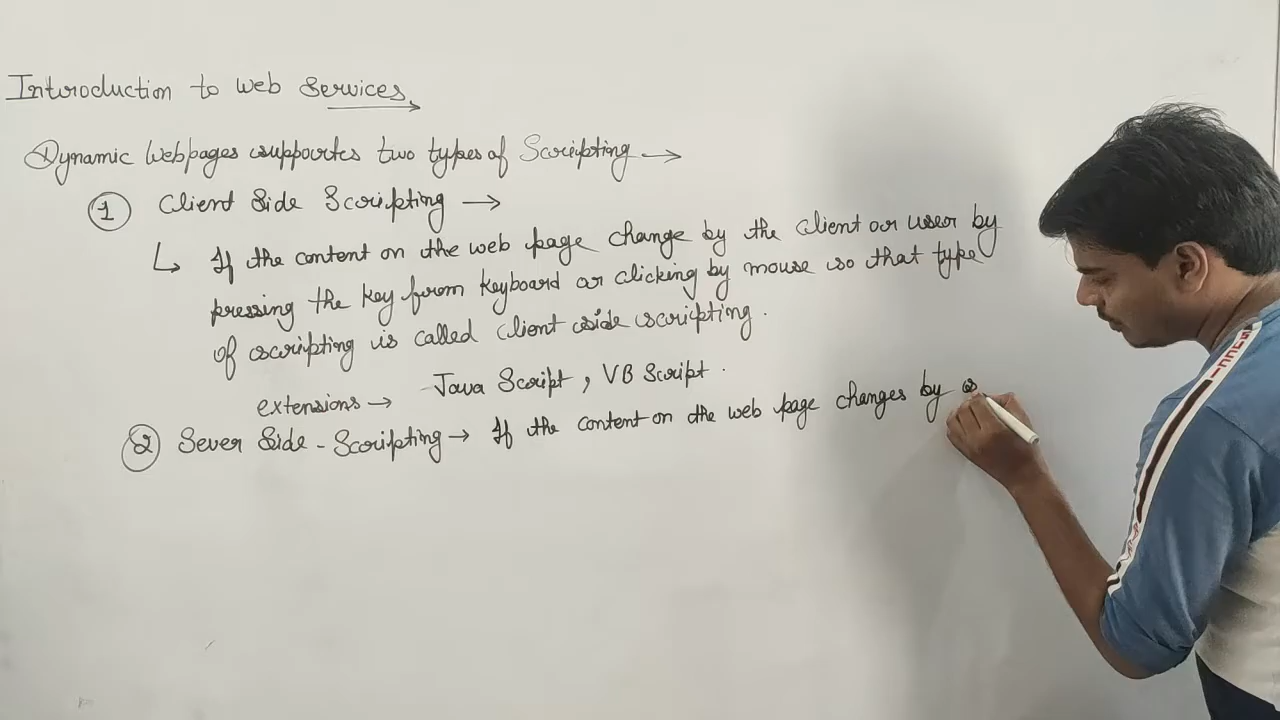 Introduction to Web Services
Dynamic Webpages supportes two types of Scripting →
1 Client Side Scripting →
↳ If the content on the web page change by the client or user by
pressing the key from keyboard or clicking by mouse so that type
of scripting is called client side scripting.
extensions → Java Script, VB Script.
2 Sever Side - Scripting → If the content on the web page changes by